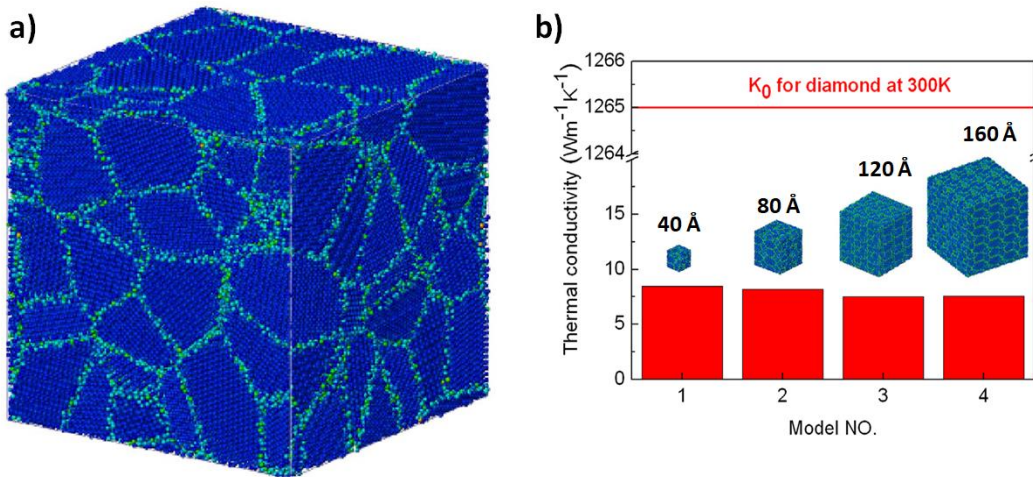 a)
b)
Thermal conductivity (Wm⁻¹K⁻¹)
1266
1265
1264
15
10
5
0
K₀ for diamond at 300K
40 Å
80 Å
120 Å
160 Å
1
2
3
4
Model NO.